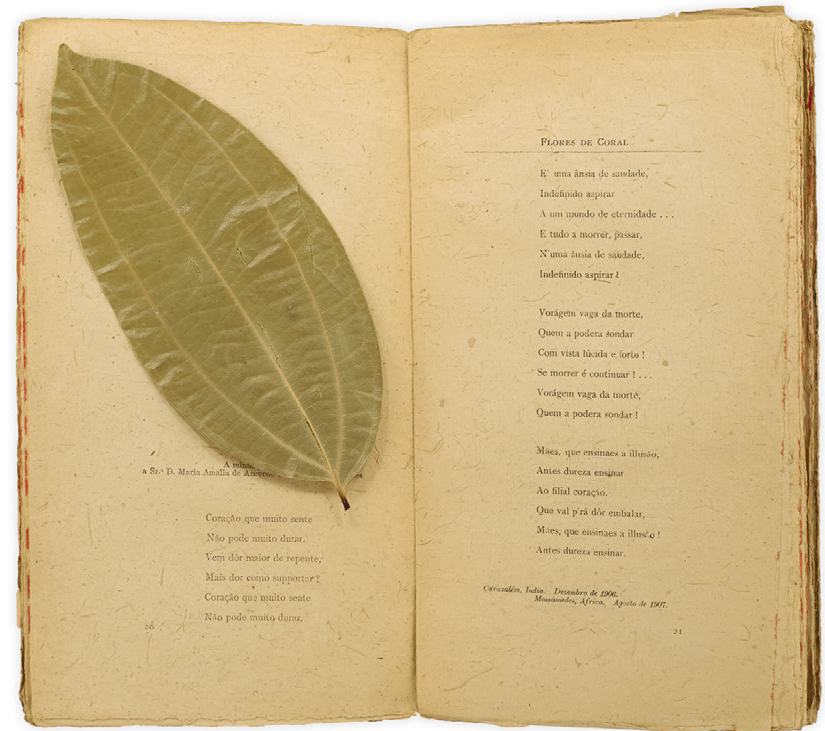 A minha
a Sr.ª D. Maria Amalia de Azevedo es
Coração que muito sente
Não pode muito durar.
Vem dôr maior de repente,
Mais dor como supportar?
Coração que muito sente
Não pode muito durar.
20
FLORES DE CORAL
E' uma ânsia de saudade,
Indefinido aspirar
A um mundo de eternidade . . .
E tudo a morrer, passar,
N'uma ânsia de saudade,
Indefinido aspirar !
Vorágem vaga da morte,
Quem a podera sondar
Com vista lúcida e forte !
Se morrer é continuar ! . . .
Vorágem vaga da morte,
Quem a podera sondar !
Mães, que ensinaes a illusão,
Antes dureza ensinar
Ao filial coração.
Que val p'rá dôr embalar,
Mães, que ensinaes a illusão !
Antes dureza ensinar.
India. Dezembro de 1906.
Mossâmedes, Africa, Agosto de 1907.
21